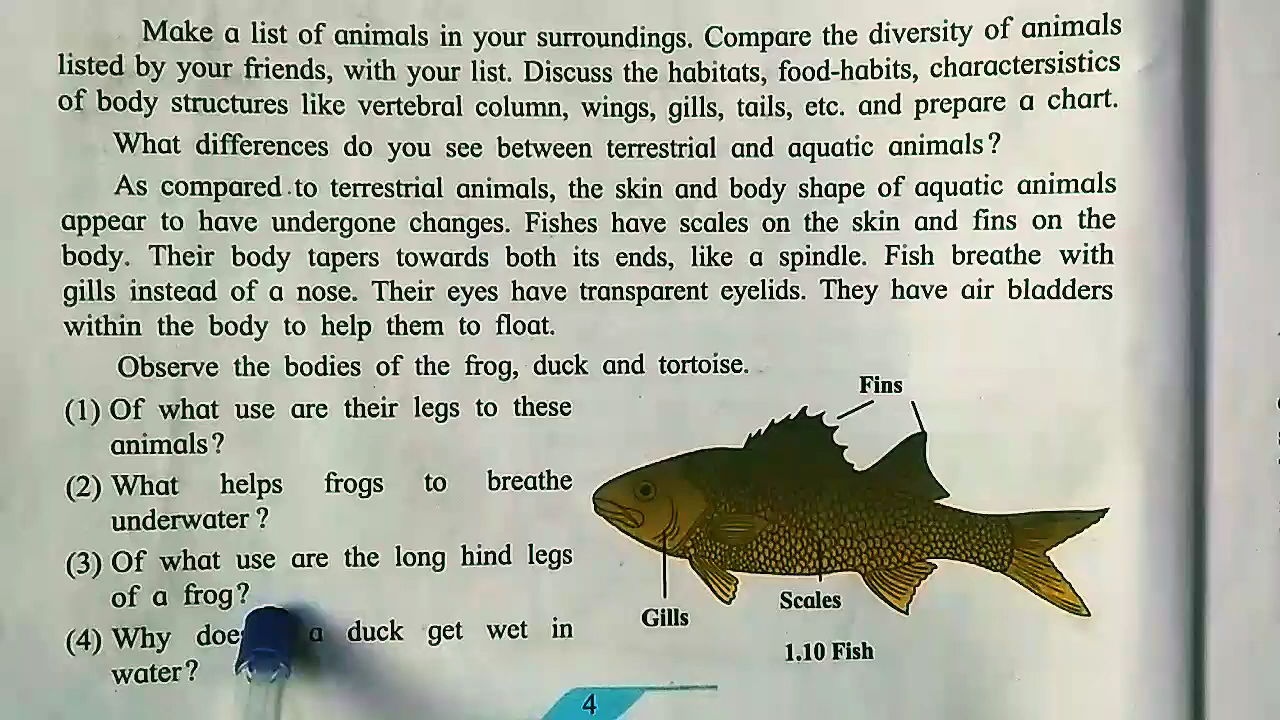 Make a list of animals in your surroundings. Compare the diversity of animals
listed by your friends, with your list. Discuss the habitats, food-habits, charactersistics
of body structures like vertebral column, wings, gills, tails, etc. and prepare a chart.
What differences do you see between terrestrial and aquatic animals?
As compared to terrestrial animals, the skin and body shape of aquatic animals
appear to have undergone changes. Fishes have scales on the skin and fins on the
body. Their body tapers towards both its ends, like a spindle. Fish breathe with
gills instead of a nose. Their eyes have transparent eyelids. They have air bladders
within the body to help them to float.
Observe the bodies of the frog, duck and tortoise.
(1) Of what use are their legs to these
animals?
(2) What helps frogs to breathe
underwater?
(3) Of what use are the long hind legs
of a frog?
(4) Why a duck get wet in
water?
Fins
Gills
Scales
1.10 Fish
4